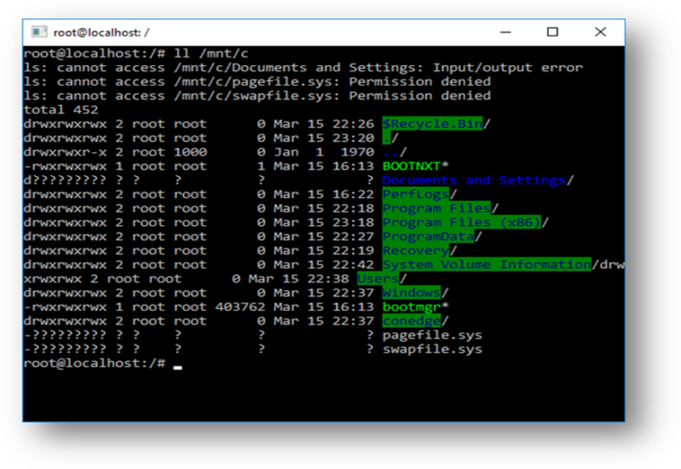 root@localhost: /
root@localhost:/# ll /mnt/c
ls: cannot access /mnt/c/Documents and Settings: Input/output error
ls: cannot access /mnt/c/pagefile.sys: Permission denied
ls: cannot access /mnt/c/swapfile.sys: Permission denied
total 452
drwxrwxrwx 2 root root      0 Mar 15 22:26 $Recycle.Bin/
drwxrwxrwx 2 root root      0 Mar 15 23:20 ./
drwxrwxr-x 2 root 1000      0 Jan  1  1970 ../
-rwxrwxrwx 1 root root      1 Mar 15 16:13 BOOTNXT*
d????????? ? ?    ?         ?            ? Documents and Settings/
drwxrwxrwx 2 root root      0 Mar 15 16:22 PerfLogs/
drwxrwxrwx 2 root root      0 Mar 15 22:18 Program Files/
drwxrwxrwx 2 root root      0 Mar 15 23:18 Program Files (x86)/
drwxrwxrwx 2 root root      0 Mar 15 22:27 ProgramData/
drwxrwxrwx 2 root root      0 Mar 15 22:19 Recovery/
drwxrwxrwx 2 root root      0 Mar 15 22:42 System Volume Information/drw
xrwxrwx 2 root root      0 Mar 15 22:38 Users/
drwxrwxrwx 2 root root      0 Mar 15 22:37 Windows/
-rwxrwxrwx 1 root root 403762 Mar 15 16:13 bootmgr*
drwxrwxrwx 2 root root      0 Mar 15 22:37 conedge/
-????????? ? ?    ?         ?            ? pagefile.sys
-????????? ? ?    ?         ?            ? swapfile.sys
root@localhost:/#